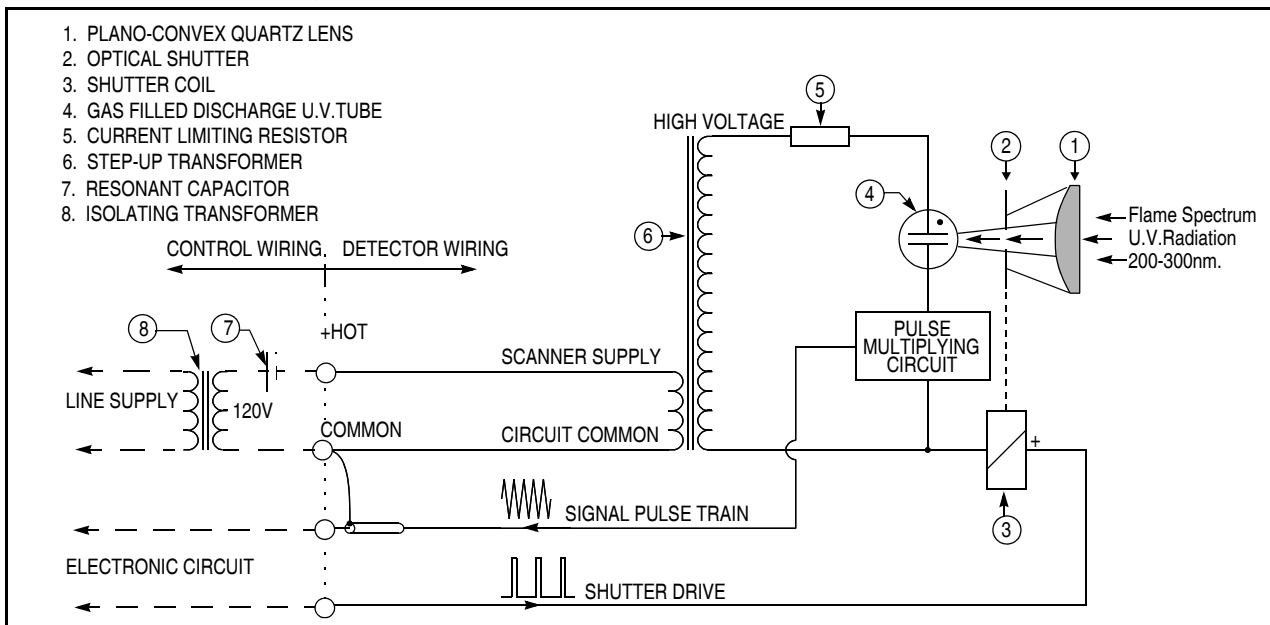 1. PLANO-CONVEX QUARTZ LENS
2. OPTICAL SHUTTER
3. SHUTTER COIL
4. GAS FILLED DISCHARGE U.V.TUBE
5. CURRENT LIMITING RESISTOR
6. STEP-UP TRANSFORMER
7. RESONANT CAPACITOR
8. ISOLATING TRANSFORMER
CONTROL WIRING
DETECTOR WIRING
HIGH VOLTAGE
5
2
1
4
6
Flame Spectrum
U.V.Radiation
200-300nm.
8
7
+HOT
PULSE
MULTIPLYING
CIRCUIT
SCANNER SUPPLY
LINE SUPPLY
120V
COMMON
CIRCUIT COMMON
+
SIGNAL PULSE TRAIN
3
ELECTRONIC CIRCUIT
SHUTTER DRIVE